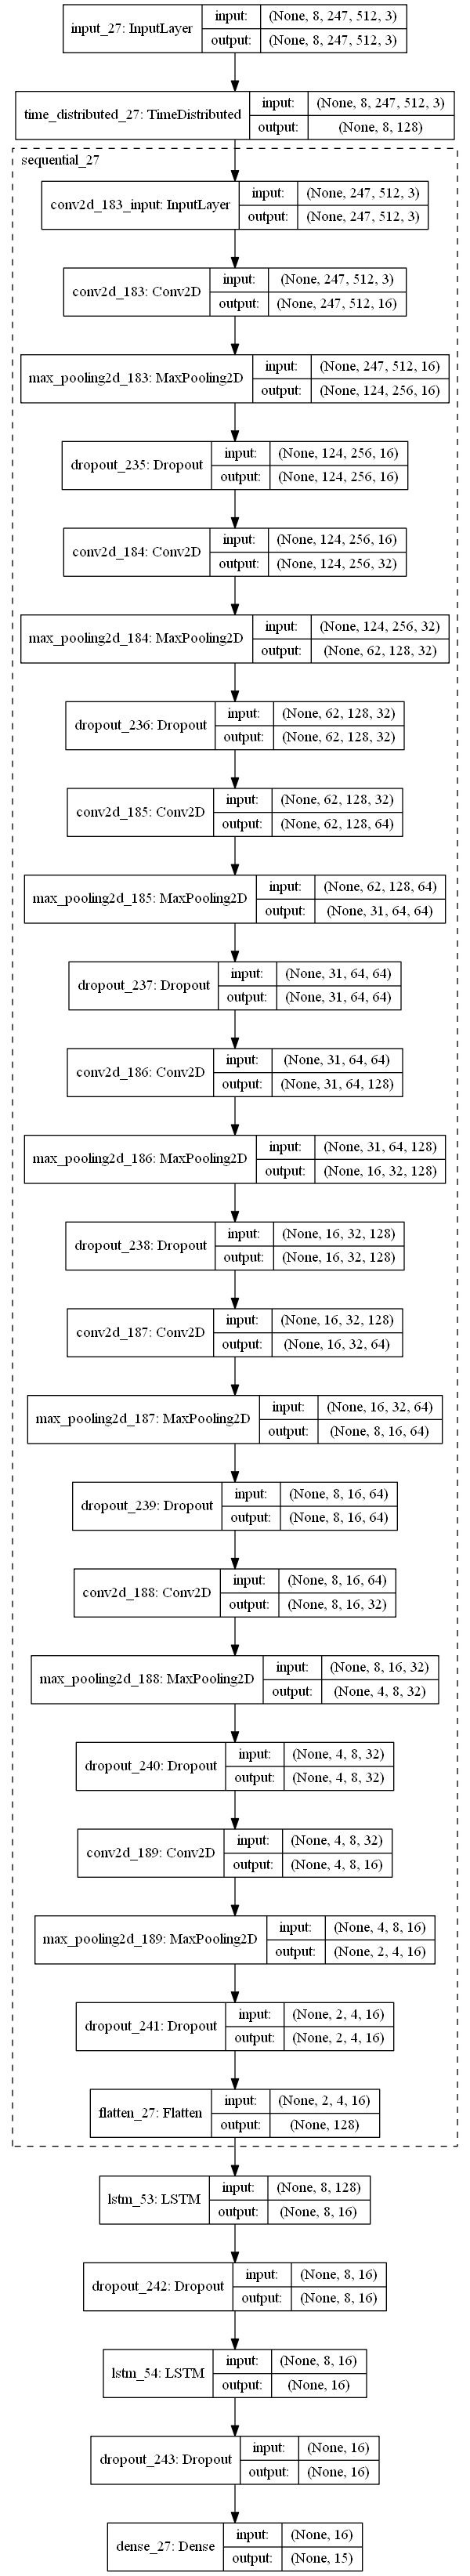 input_27: InputLayer
input: (None, 8, 247, 512, 3)
output: (None, 8, 247, 512, 3)
time_distributed_27: TimeDistributed
input: (None, 8, 247, 512, 3)
output: (None, 8, 128)
sequential_27
conv2d_183_input: InputLayer
input: (None, 247, 512, 3)
output: (None, 247, 512, 3)
conv2d_183: Conv2D
input: (None, 247, 512, 3)
output: (None, 247, 512, 16)
max_pooling2d_183: MaxPooling2D
input: (None, 247, 512, 16)
output: (None, 124, 256, 16)
dropout_235: Dropout
input: (None, 124, 256, 16)
output: (None, 124, 256, 16)
conv2d_184: Conv2D
input: (None, 124, 256, 16)
output: (None, 124, 256, 32)
max_pooling2d_184: MaxPooling2D
input: (None, 124, 256, 32)
output: (None, 62, 128, 32)
dropout_236: Dropout
input: (None, 62, 128, 32)
output: (None, 62, 128, 32)
conv2d_185: Conv2D
input: (None, 62, 128, 32)
output: (None, 62, 128, 64)
max_pooling2d_185: MaxPooling2D
input: (None, 62, 128, 64)
output: (None, 31, 64, 64)
dropout_237: Dropout
input: (None, 31, 64, 64)
output: (None, 31, 64, 64)
conv2d_186: Conv2D
input: (None, 31, 64, 64)
output: (None, 31, 64, 128)
max_pooling2d_186: MaxPooling2D
input: (None, 31, 64, 128)
output: (None, 16, 32, 128)
dropout_238: Dropout
input: (None, 16, 32, 128)
output: (None, 16, 32, 128)
conv2d_187: Conv2D
input: (None, 16, 32, 128)
output: (None, 16, 32, 64)
max_pooling2d_187: MaxPooling2D
input: (None, 16, 32, 64)
output: (None, 8, 16, 64)
dropout_239: Dropout
input: (None, 8, 16, 64)
output: (None, 8, 16, 64)
conv2d_188: Conv2D
input: (None, 8, 16, 64)
output: (None, 8, 16, 32)
max_pooling2d_188: MaxPooling2D
input: (None, 8, 16, 32)
output: (None, 4, 8, 32)
dropout_240: Dropout
input: (None, 4, 8, 32)
output: (None, 4, 8, 32)
conv2d_189: Conv2D
input: (None, 4, 8, 32)
output: (None, 4, 8, 16)
max_pooling2d_189: MaxPooling2D
input: (None, 4, 8, 16)
output: (None, 2, 4, 16)
dropout_241: Dropout
input: (None, 2, 4, 16)
output: (None, 2, 4, 16)
flatten_27: Flatten
input: (None, 2, 4, 16)
output: (None, 128)
lstm_53: LSTM
input: (None, 8, 128)
output: (None, 8, 16)
dropout_242: Dropout
input: (None, 8, 16)
output: (None, 8, 16)
lstm_54: LSTM
input: (None, 8, 16)
output: (None, 16)
dropout_243: Dropout
input: (None, 16)
output: (None, 16)
dense_27: Dense
input: (None, 16)
output: (None, 15)